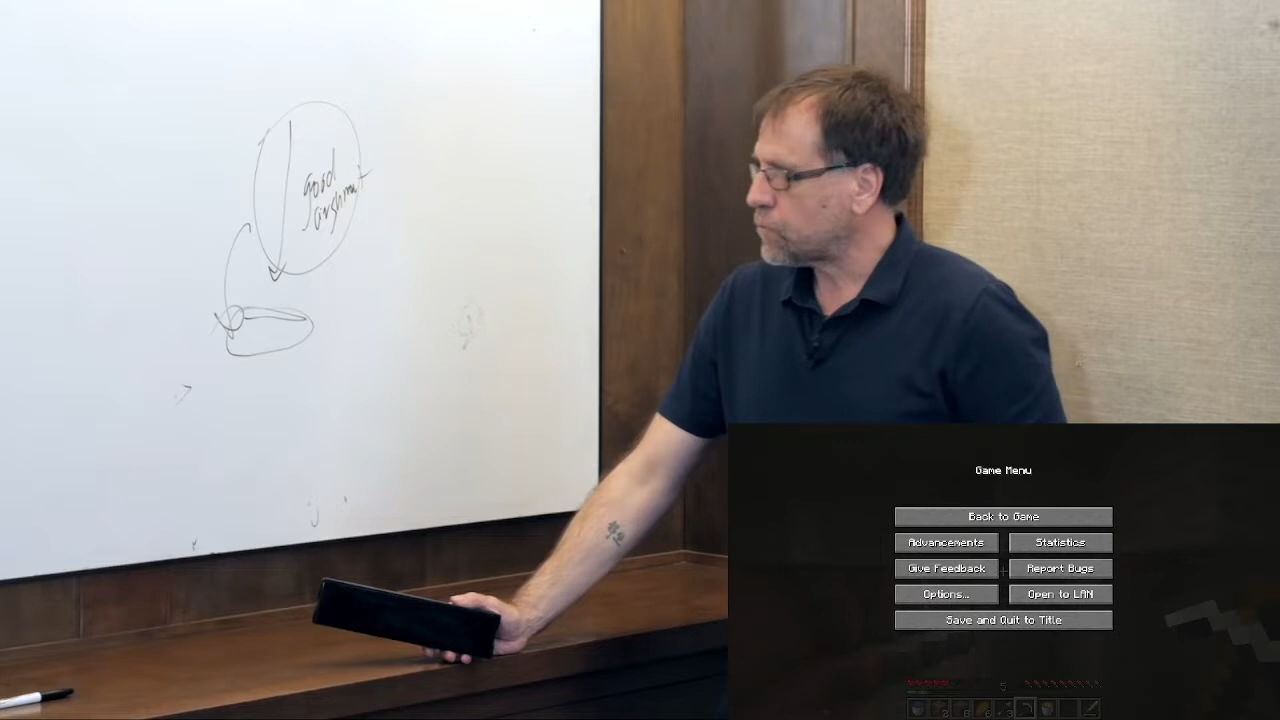 good
argument
Game Menu
Back to Game
Advancements
Statistics
Give Feedback
Report Bugs
Options...
Open to LAN
Save and Quit to Title
5